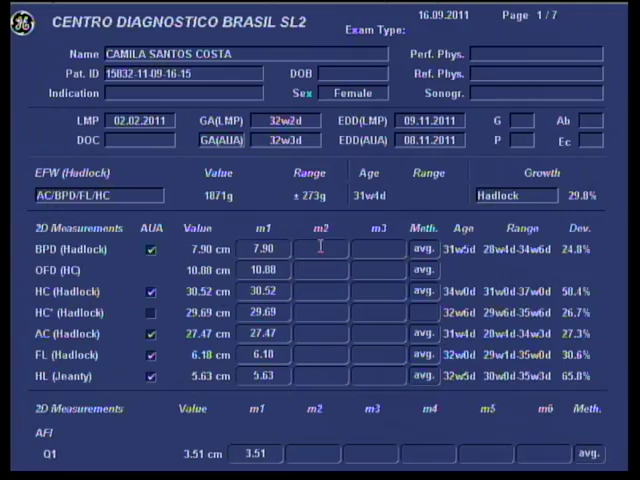 CENTRO DIAGNOSTICO BRASIL SL2
16.09.2011 Page 1 / 7
Exam Type:
Name CAMILA SANTOS COSTA Perf. Phys.
Pat. ID 15832-11-09-16-15 DOB Ref. Phys.
Indication Sex Female Sonogr.
LMP 02.02.2011 GA(LMP) 32w2d EDD(LMP) 09.11.2011 G Ab
DOC GA(AUA) 32w3d EDD(AUA) 08.11.2011 P Ec
EFW (Hadlock) Value Range Age Range Growth
AC/BPD/FL/HC 1871g ± 273g 31w4d Hadlock 29.8%
2D Measurements AUA Value m1 m2 m3 Meth. Age Range Dev.
BPD (Hadlock) 7.90 cm 7.90 avg. 31w5d 28w4d-34w6d 24.8%
OFD (HC) 10.88 cm 10.88 avg.
HC (Hadlock) 30.52 cm 30.52 avg. 34w0d 31w0d-37w0d 50.4%
HC* (Hadlock) 29.69 cm 29.69 32w6d 29w6d-35w6d 26.7%
AC (Hadlock) 27.47 cm 27.47 avg. 31w4d 28w4d-34w4d 27.3%
FL (Hadlock) 6.18 cm 6.18 avg. 32w0d 29w1d-35w0d 30.6%
HL (Jeanty) 5.63 cm 5.63 avg. 32w5d 30w0d-35w3d 65.8%
2D Measurements Value m1 m2 m3 m4 m5 m6 Meth.
AFI
Q1 3.51 cm 3.51 avg.